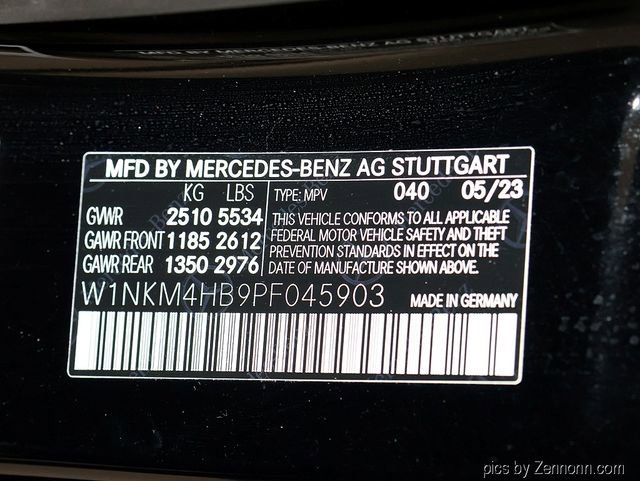 MFD BY MERCEDES-BENZ AG STUTTGART
KG LBS TYPE: MPV 040 05/23
GVWR 2510 5534 THIS VEHICLE CONFORMS TO ALL APPLICABLE
GAWR FRONT 1185 2612 FEDERAL MOTOR VEHICLE SAFETY AND THEFT
PREVENTION STANDARDS IN EFFECT ON THE
GAWR REAR 1350 2976 DATE OF MANUFACTURE SHOWN ABOVE.
W1NKM4HB9PF045903 MADE IN GERMANY
pics by Zennonn.com